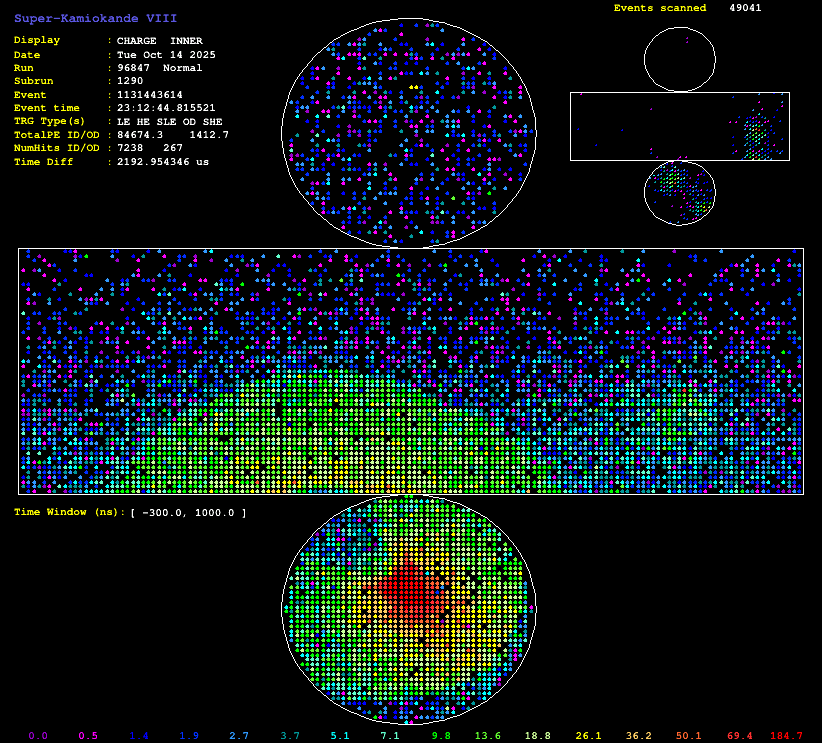 Super-Kamiokande VIII
Events scanned 49041
Display : CHARGE INNER
Date : Tue Oct 14 2025
Run : 96847 Normal
Subrun : 1290
Event : 1131443614
Event time : 23:12:44.815521
TRG Type(s) : LE HE SLE OD SHE
TotalPE ID/OD : 84674.3 1412.7
NumHits ID/OD : 7238 267
Time Diff : 2192.954346 us
Time Window (ns): [ -300.0, 1000.0 ]
0.0 0.5 1.4 1.9 2.7 3.7 5.1 7.1 9.8 13.6 18.8 26.1 36.2 50.1 69.4 184.7